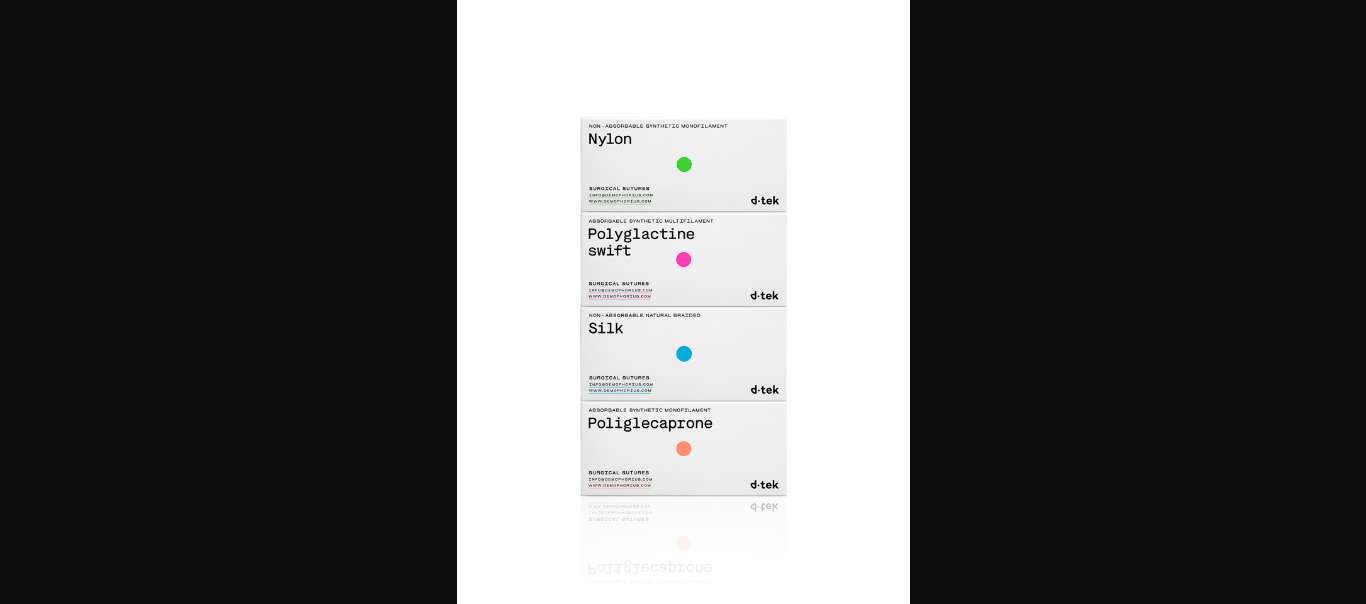 NON-ABSORBABLE SYNTHETIC MONOFILAMENT
Nylon
SURGICAL SUTURES
INFO@DEMOPHORIUS.COM
WWW.DEMOPHORIUS.COM
d·tek
ABSORBABLE SYNTHETIC MULTIFILAMENT
Polyglactine
swift
SURGICAL SUTURES
INFO@DEMOPHORIUS.COM
WWW.DEMOPHORIUS.COM
d·tek
NON-ABSORBABLE NATURAL BRAIDED
Silk
SURGICAL SUTURES
INFO@DEMOPHORIUS.COM
WWW.DEMOPHORIUS.COM
d·tek
ABSORBABLE SYNTHETIC MONOFILAMENT
Poliglecaprone
SURGICAL SUTURES
INFO@DEMOPHORIUS.COM
WWW.DEMOPHORIUS.COM
d·tek